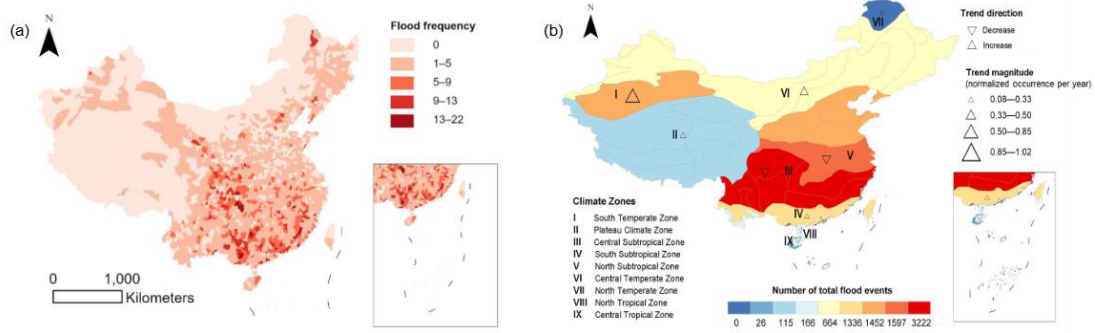 (a)
N
Flood frequency
0
1–5
5–9
9–13
13–22
0 1,000
Kilometers
(b)
N
VII
I
VI
II
V
III
IV
VIII
IX
Trend direction
Decrease
Increase
Trend magnitude
(normalized occurrence per year)
0.08—0.33
0.33—0.50
0.50—0.85
0.85—1.02
Climate Zones
I South Temperate Zone
II Plateau Climate Zone
III Central Subtropical Zone
IV South Subtropical Zone
V North Subtropical Zone
VI Central Temperate Zone
VII North Temperate Zone
VIII North Tropical Zone
IX Central Tropical Zone
Number of total flood events
0 26 115 166 664 1336 1452 1597 3222